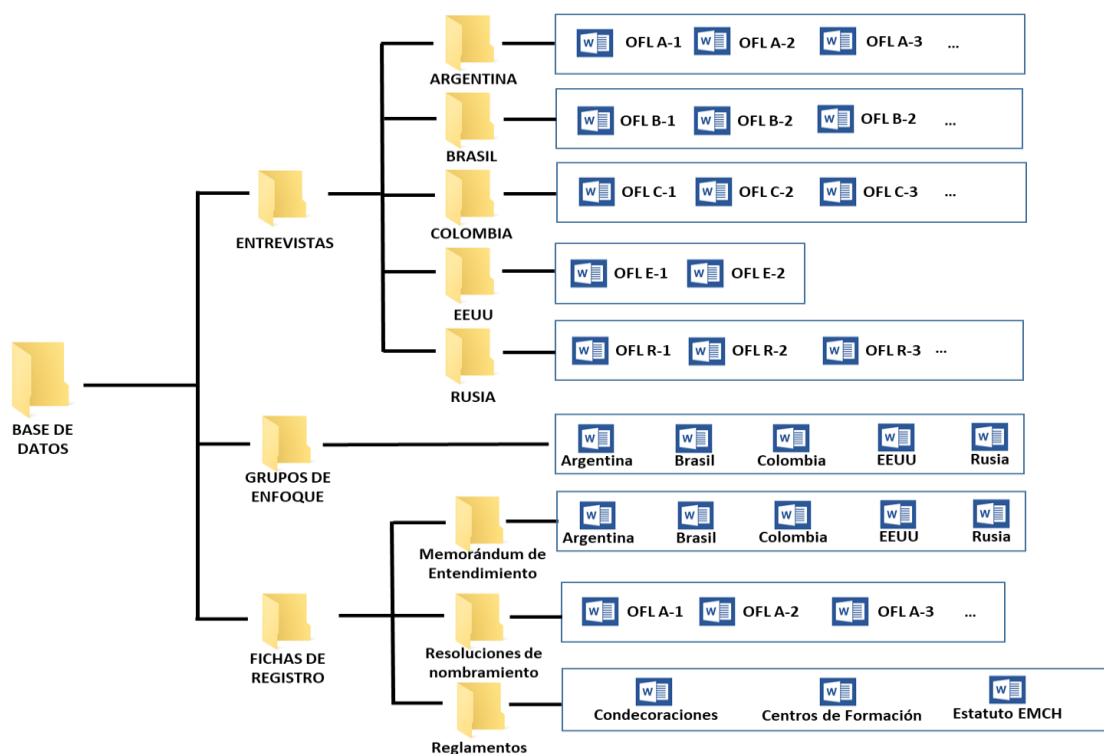 OFL A-1 OFL A-2 OFL A-3 ...
ARGENTINA
OFL B-1 OFL B-2 OFL B-2 ...
BRASIL
ENTREVISTAS
OFL C-1 OFL C-2 OFL C-3 ...
COLOMBIA
OFL E-1 OFL E-2
EEUU
OFL R-1 OFL R-2 OFL R-3 ...
RUSIA
BASE DE
DATOS
GRUPOS DE
ENFOQUE
Argentina Brasil Colombia EEUU Rusia
Memorándum de
Entendimiento
Argentina Brasil Colombia EEUU Rusia
FICHAS DE
REGISTRO
Resoluciones de
nombramiento
OFL A-1 OFL A-2 OFL A-3 ...
Reglamentos
Condecoraciones Centros de Formación Estatuto EMCH